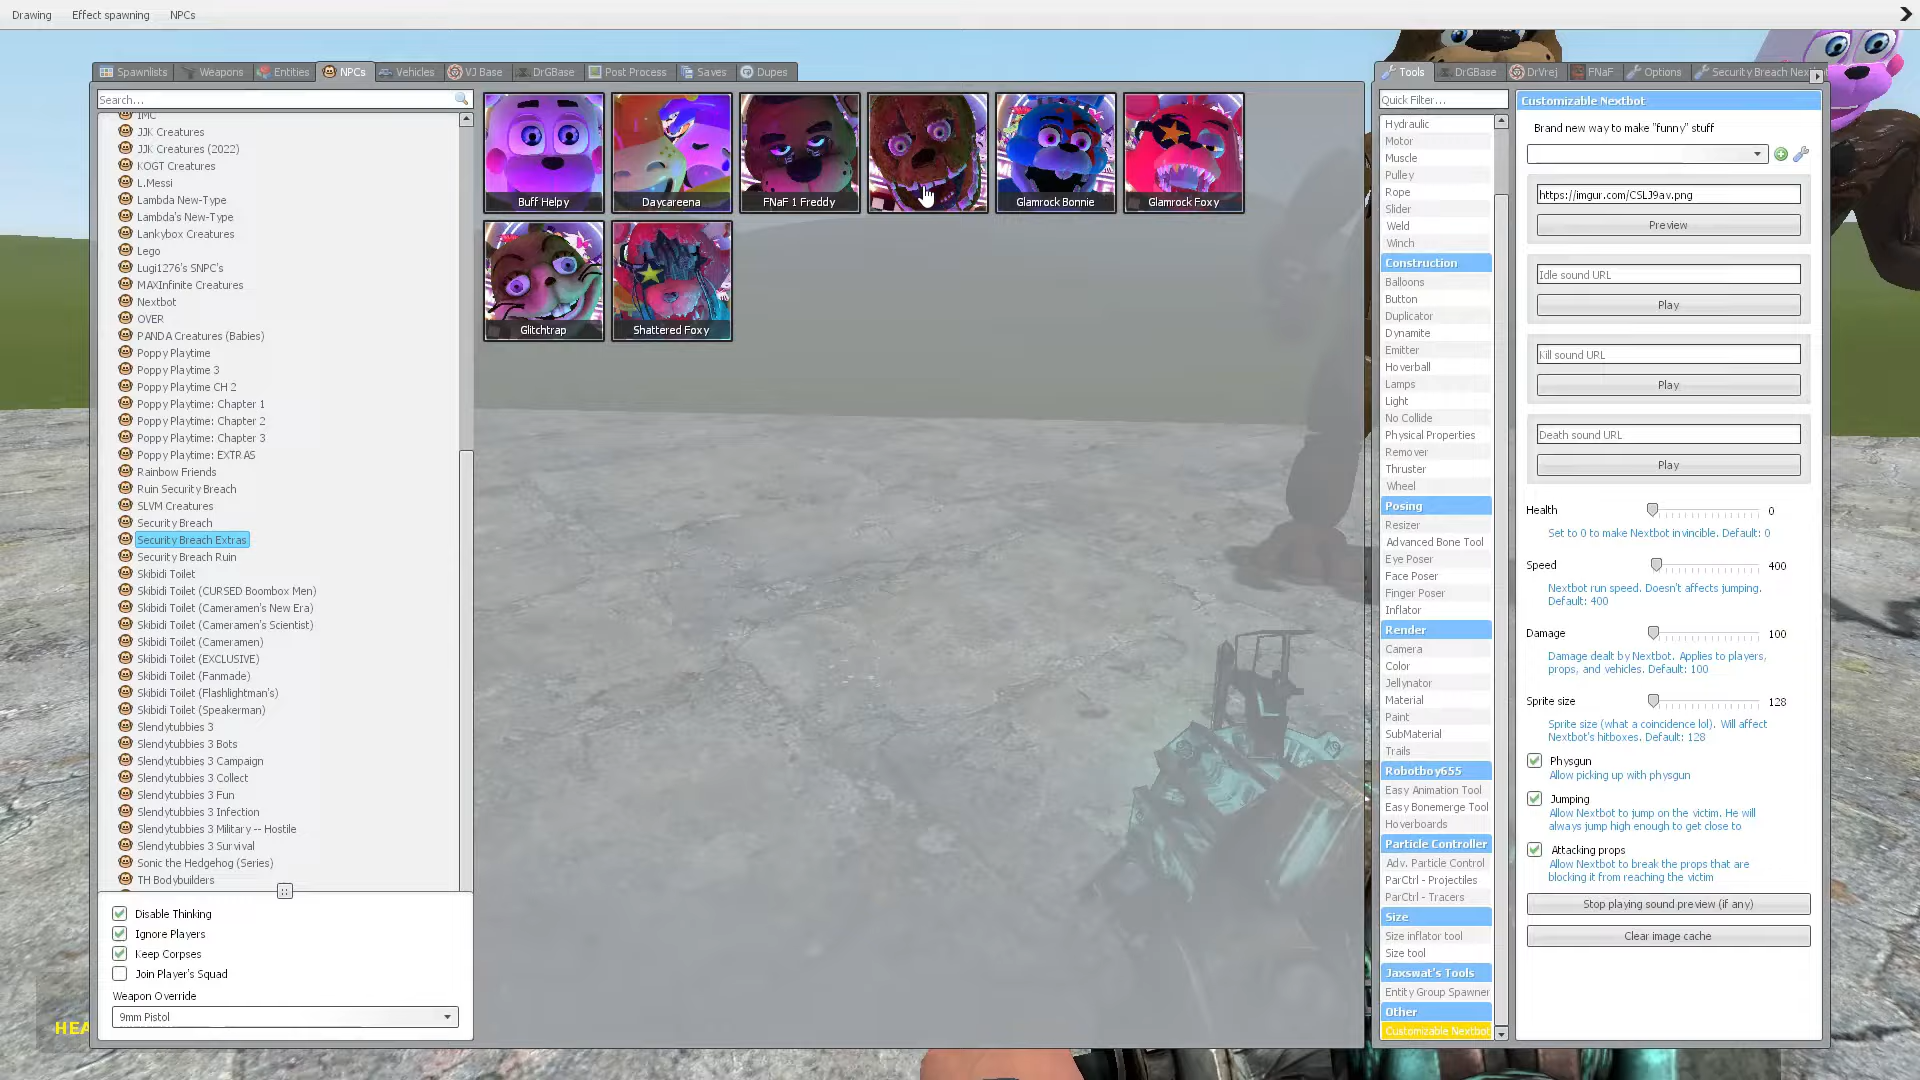 Drawing
Effect spawning
NPCs
Spawnlists
Weapons
Entities
NPCs
Vehicles
VJ Base
DrGBase
Post Process
Saves
Dupes
Search...
IMC
JJK Creatures
JJK Creatures (2022)
KOGT Creatures
L.Messi
Lambda New-Type
Lambda's New-Type
Lankybox Creatures
Lego
Lugi1276's SNPC's
MAXInfinite Creatures
Nextbot
OVER
PANDA Creatures (Babies)
Poppy Playtime
Poppy Playtime 3
Poppy Playtime CH 2
Poppy Playtime: Chapter 1
Poppy Playtime: Chapter 2
Poppy Playtime: Chapter 3
Poppy Playtime: EXTRAS
Rainbow Friends
Ruin Security Breach
SLVM Creatures
Security Breach
Security Breach Extras
Security Breach Ruin
Skibidi Toilet
Skibidi Toilet (CURSED Boombox Men)
Skibidi Toilet (Cameramen's New Era)
Skibidi Toilet (Cameramen's Scientist)
Skibidi Toilet (Cameramen)
Skibidi Toilet (EXCLUSIVE)
Skibidi Toilet (Fanmade)
Skibidi Toilet (Flashlightman's)
Skibidi Toilet (Speakerman)
Slendytubbies 3
Slendytubbies 3 Bots
Slendytubbies 3 Campaign
Slendytubbies 3 Collect
Slendytubbies 3 Fun
Slendytubbies 3 Infection
Slendytubbies 3 Military -- Hostile
Slendytubbies 3 Survival
Sonic the Hedgehog (Series)
TH Bodybuilders
Disable Thinking
Ignore Players
Keep Corpses
Join Player's Squad
Weapon Override
9mm Pistol
HEA
Buff Helpy
Daycareena
FNaF 1 Freddy
Glamrock Bonnie
Glamrock Foxy
Glitchtrap
Shattered Foxy
Tools
DrGBase
DrVrej
FNaF
Options
Security Breach Nex
Quick Filter...
Hydraulic
Motor
Muscle
Pulley
Rope
Slider
Weld
Winch
Construction
Balloons
Button
Duplicator
Dynamite
Emitter
Hoverball
Lamps
Light
No Collide
Physical Properties
Remover
Thruster
Wheel
Posing
Resizer
Advanced Bone Tool
Eye Poser
Face Poser
Finger Poser
Inflator
Render
Camera
Color
Jellynator
Material
Paint
SubMaterial
Trails
Robotboy655
Easy Animation Tool
Easy Bonemerge Tool
Hoverboards
Particle Controller
Adv. Particle Control
ParCtrl - Projectiles
ParCtrl - Tracers
Size
Size inflator tool
Size tool
Jaxswat's Tools
Entity Group Spawner
Other
Customizable Nextbot
Customizable Nextbot
Brand new way to make "funny" stuff
https://imgur.com/CSLJ9av.png
Preview
Idle sound URL
Play
Kill sound URL
Play
Death sound URL
Play
Health 0
Set to 0 to make Nextbot invincible. Default: 0
Speed 400
Nextbot run speed. Doesn't affects jumping.
Default: 400
Damage 100
Damage dealt by Nextbot. Applies to players,
props, and vehicles. Default: 100
Sprite size 128
Sprite size (what a coincidence lol). Will affect
Nextbot's hitboxes. Default: 128
Physgun
Allow picking up with physgun
Jumping
Allow Nextbot to jump on the victim. He will
always jump high enough to get close to
Attacking props
Allow Nextbot to break the props that are
blocking it from reaching the victim
Stop playing sound preview (if any)
Clear image cache